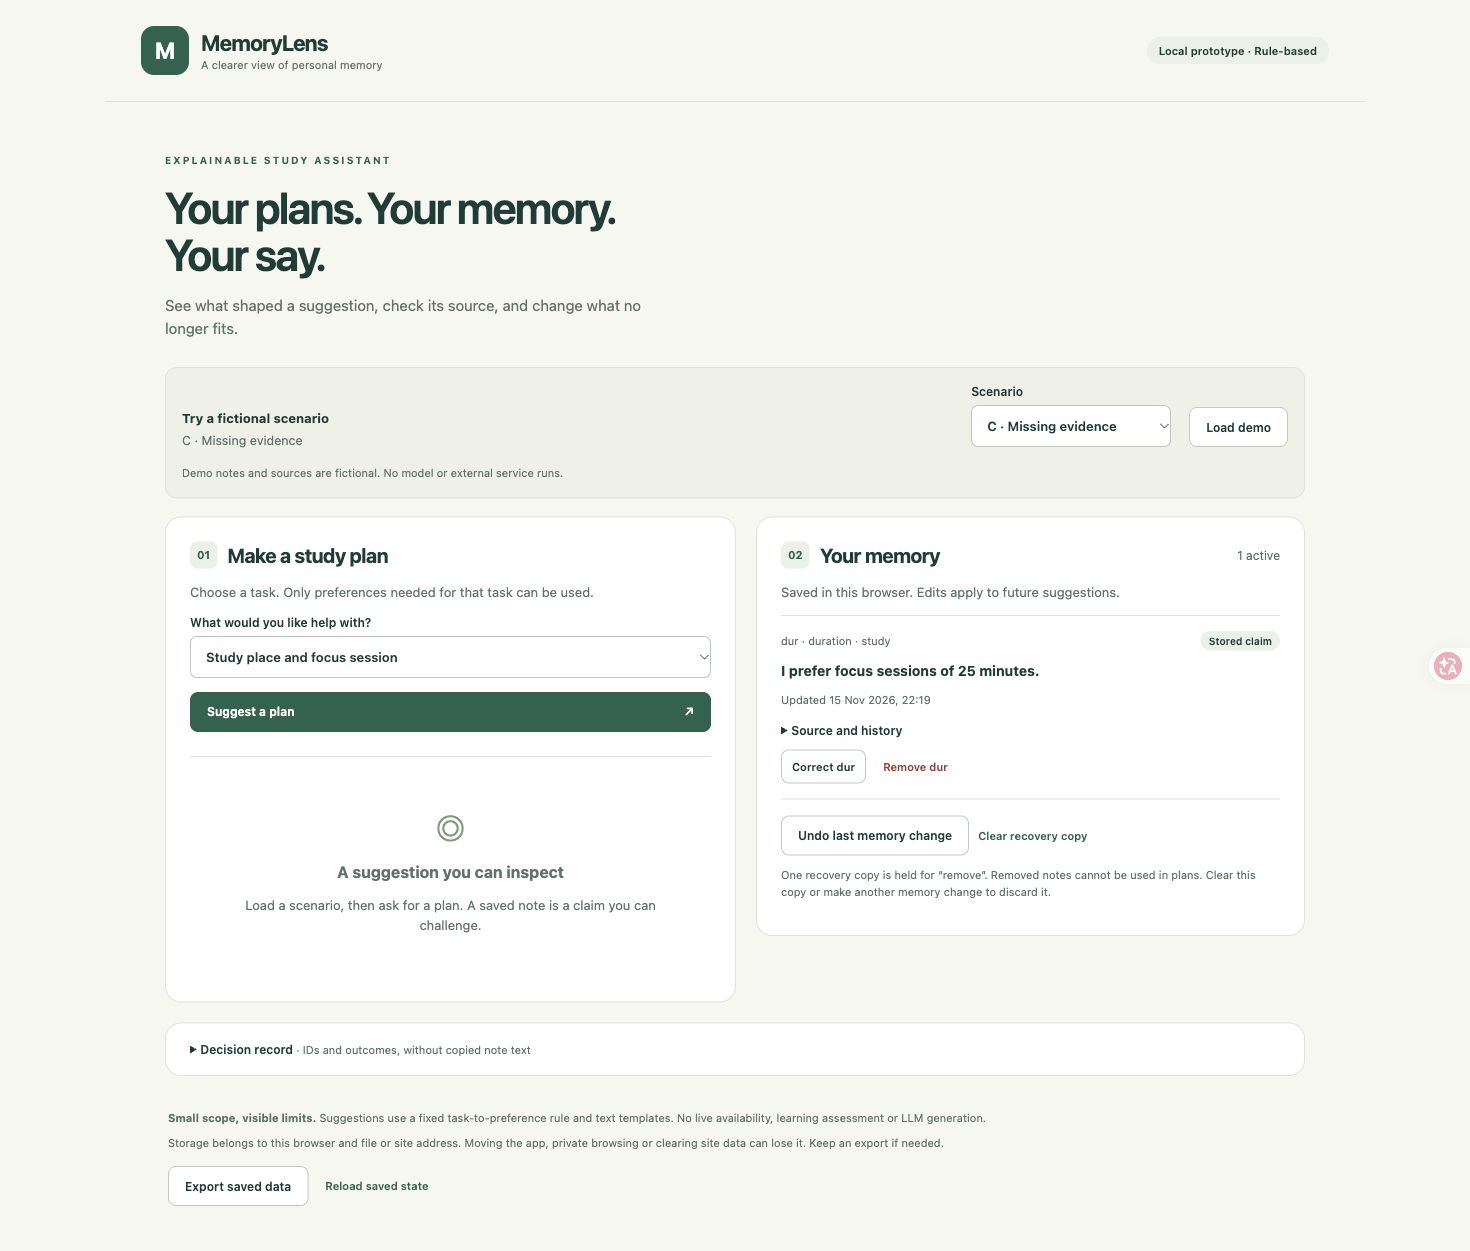 M
MemoryLens
A clearer view of personal memory
Local prototype · Rule-based
EXPLAINABLE STUDY ASSISTANT
Your plans. Your memory.
Your say.
See what shaped a suggestion, check its source, and change what no
longer fits.
Try a fictional scenario
C · Missing evidence
Demo notes and sources are fictional. No model or external service runs.
Scenario
C · Missing evidence
Load demo
01 Make a study plan
Choose a task. Only preferences needed for that task can be used.
What would you like help with?
Study place and focus session
Suggest a plan
A suggestion you can inspect
Load a scenario, then ask for a plan. A saved note is a claim you can
challenge.
02 Your memory
1 active
Saved in this browser. Edits apply to future suggestions.
dur · duration · study
Stored claim
I prefer focus sessions of 25 minutes.
Updated 15 Nov 2026, 22:19
Source and history
Correct dur
Remove dur
Undo last memory change
Clear recovery copy
One recovery copy is held for “remove”. Removed notes cannot be used in plans. Clear this
copy or make another memory change to discard it.
Decision record · IDs and outcomes, without copied note text
Small scope, visible limits. Suggestions use a fixed task-to-preference rule and text templates. No live availability, learning assessment or LLM generation.
Storage belongs to this browser and file or site address. Moving the app, private browsing or clearing site data can lose it. Keep an export if needed.
Export saved data
Reload saved state